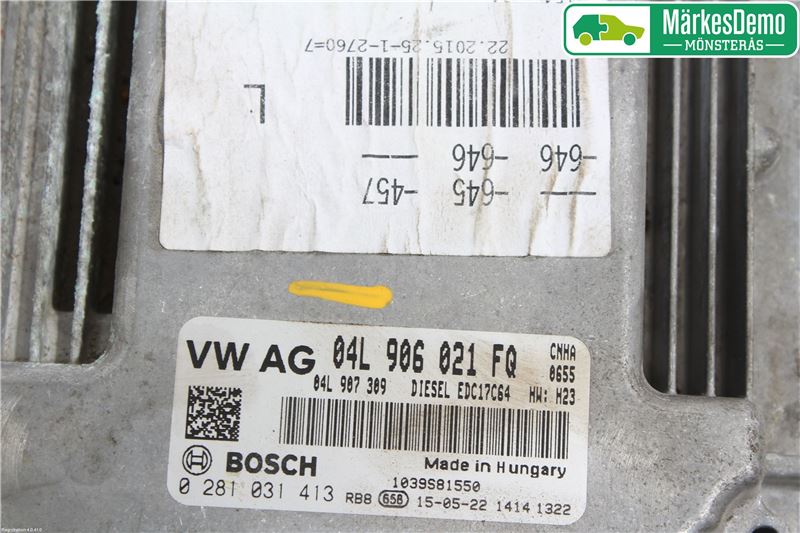 MärkesDemo
MÖNSTERÅS
22.2015.25-1-2760=7
L
-646 -646 —
— -645 -457
VW AG 04L 906 021 FQ CNHA
0655
04L 907 309 DIESEL EDC17C64 HW: H23
BOSCH Made in Hungary
1039S81550
0 281 031 413 RB8 658 15-05-22 1414 1322